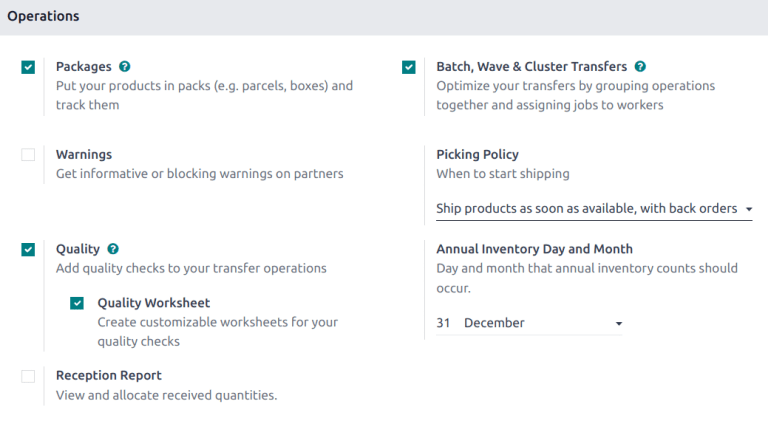 Operations
Packages ?
Put your products in packs (e.g. parcels, boxes) and
track them
Batch, Wave & Cluster Transfers ?
Optimize your transfers by grouping operations
together and assigning jobs to workers
Warnings
Get informative or blocking warnings on partners
Picking Policy
When to start shipping
Ship products as soon as available, with back orders
Quality ?
Add quality checks to your transfer operations
Quality Worksheet
Create customizable worksheets for your
quality checks
Annual Inventory Day and Month
Day and month that annual inventory counts should
occur.
31 December
Reception Report
View and allocate received quantities.